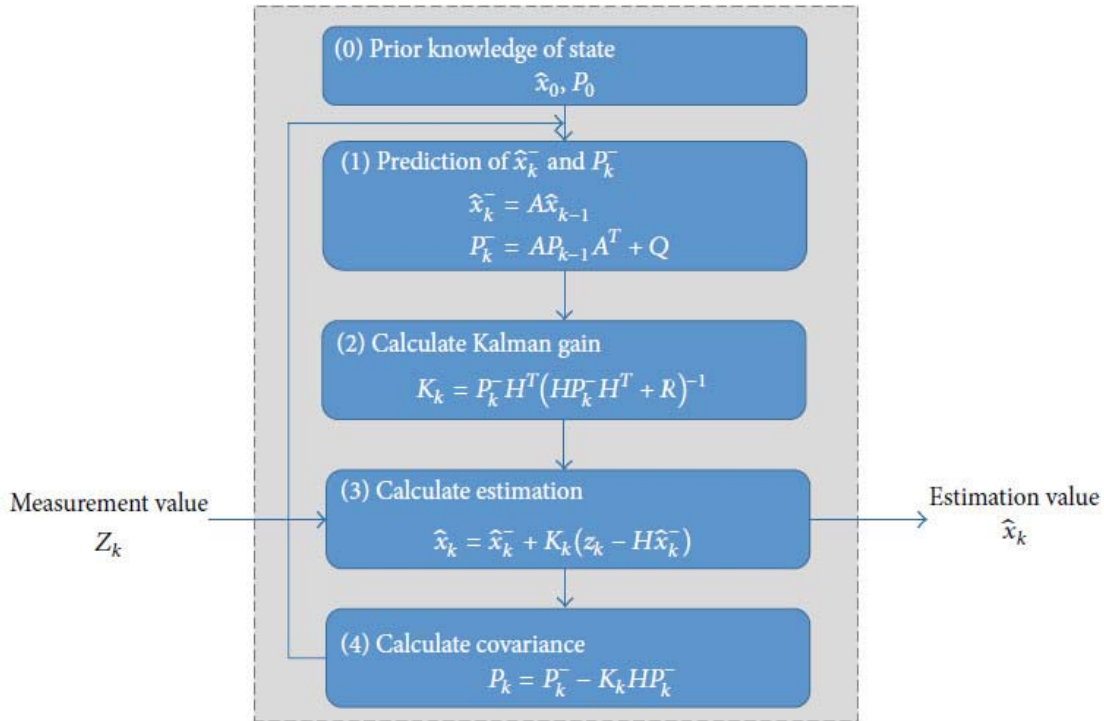 (0) Prior knowledge of state
x̂₀, P₀
(1) Prediction of x̂ₖ⁻ and Pₖ⁻
x̂ₖ⁻ = Ax̂ₖ₋₁
Pₖ⁻ = APₖ₋₁Aᵀ + Q
(2) Calculate Kalman gain
Kₖ = Pₖ⁻Hᵀ(HPₖ⁻Hᵀ + R)⁻¹
Measurement value
Zₖ
(3) Calculate estimation
x̂ₖ = x̂ₖ⁻ + Kₖ(zₖ − Hx̂ₖ⁻)
Estimation value
x̂ₖ
(4) Calculate covariance
Pₖ = Pₖ⁻ − KₖHPₖ⁻